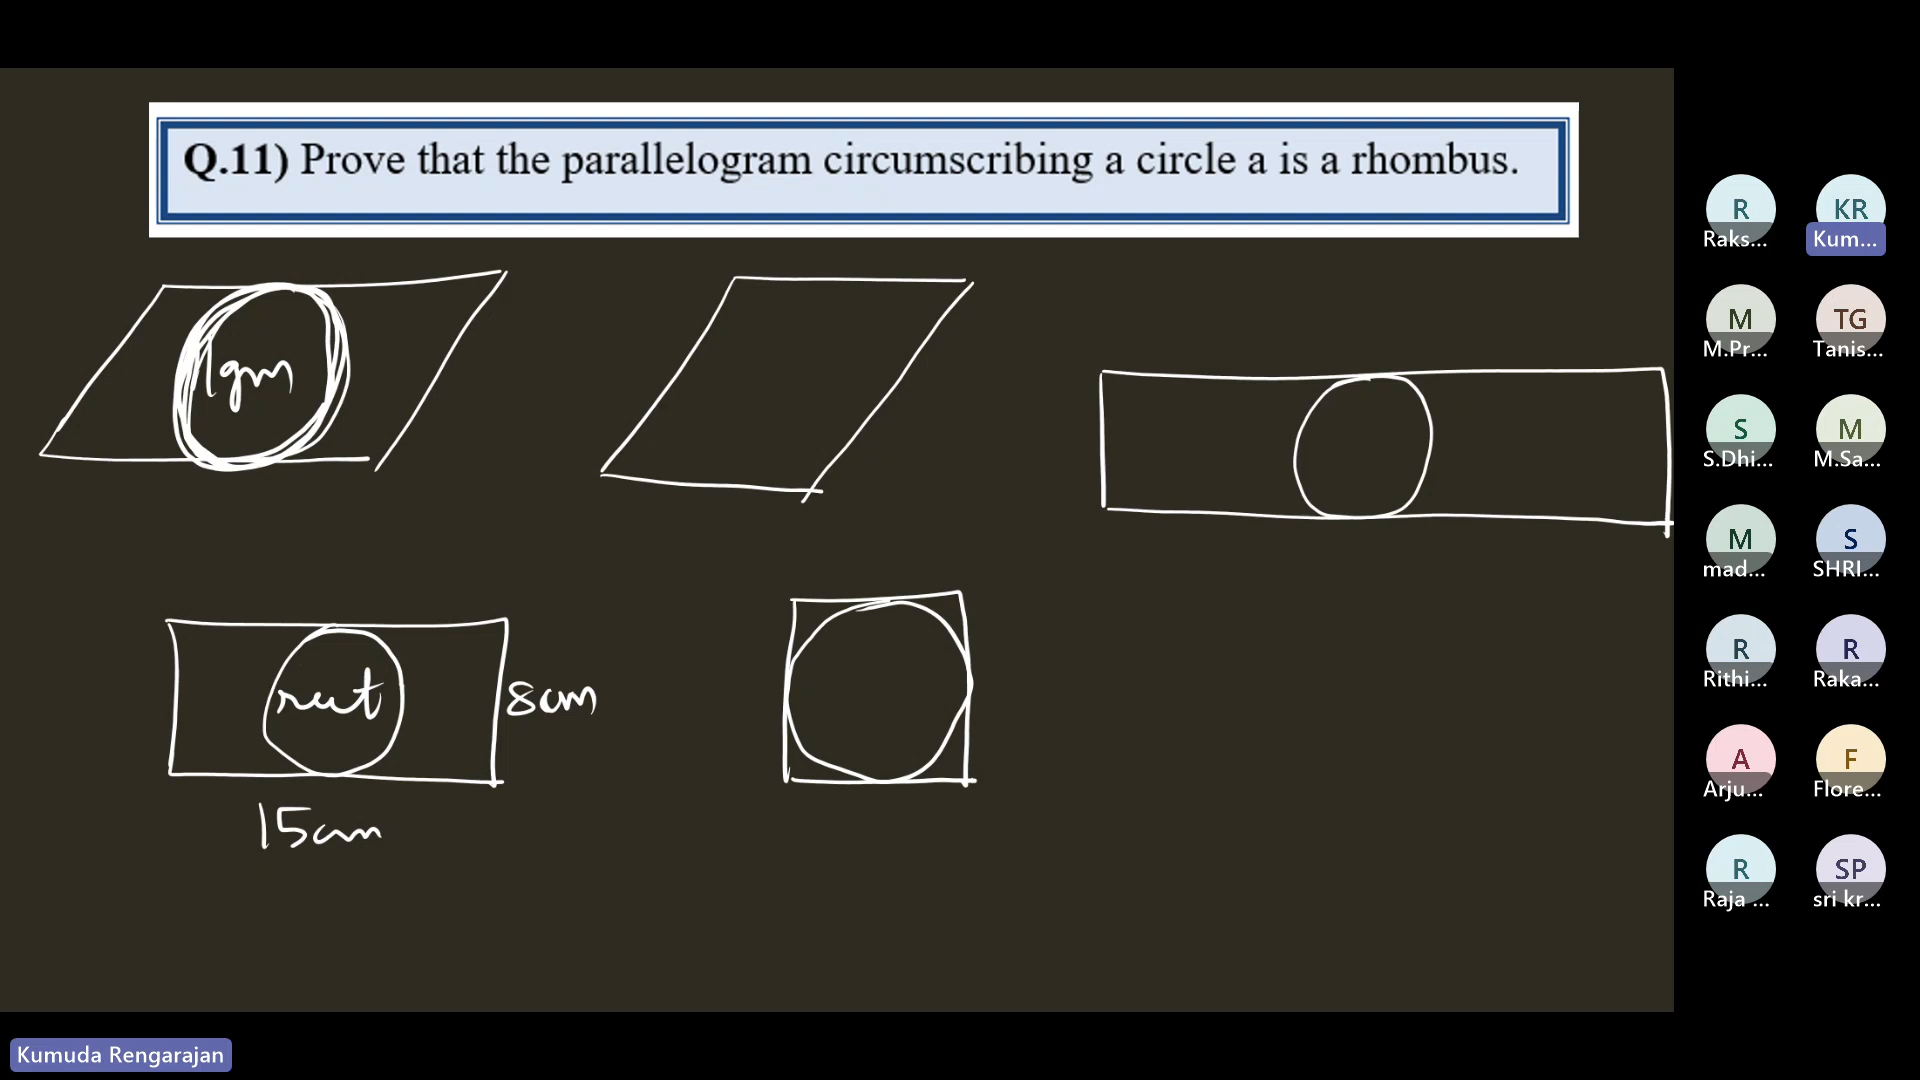 Q.11) Prove that the parallelogram circumscribing a circle a is a rhombus.
lgm
rect
8cm
15cm
R
Raks...
KR
Kum...
M
M.Pr...
TG
Tanis...
S
S.Dhi...
M
M.Sa...
M
mad...
S
SHRI...
R
Rithi...
R
Raka...
A
Arju...
F
Flore...
R
Raja ...
SP
sri kr...
Kumuda Rengarajan